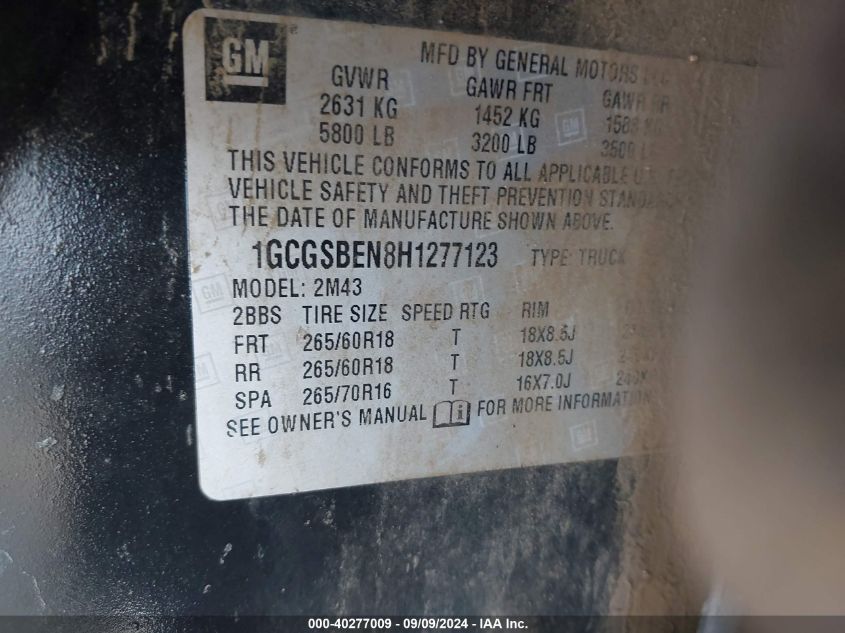 GM
MFD BY GENERAL MOTORS
GVWR GAWR FRT GAWR
2631 KG 1452 KG
5800 LB 3200 LB 3500
THIS VEHICLE CONFORMS TO ALL APPLICABLE
VEHICLE SAFETY AND THEFT PREVENTION
THE DATE OF MANUFACTURE SHOWN ABOVE.
1GCGSBEN8H1277123 TYPE: TRUCK
MODEL: 2M43
2BBS TIRE SIZE SPEED RTG RIM
FRT 265/60R18 T 18X8.5J
RR 265/60R18 T 18X8.5J
SPA 265/70R16 T 16X7.0J
SEE OWNER'S MANUAL FOR MORE INFORMATION
000-40277009 - 09/09/2024 - IAA Inc.